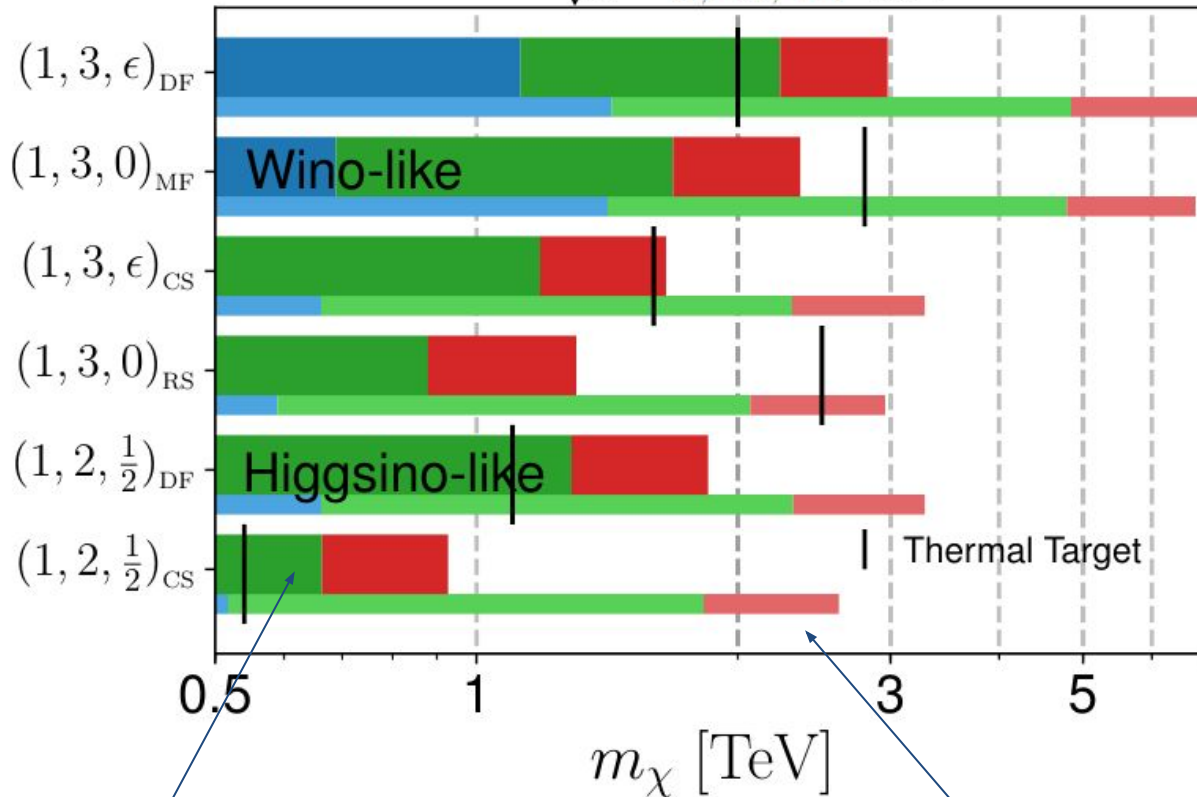 (1, 3, ϵ)DF
Wino-like
(1, 3, 0)MF
(1, 3, ϵ)CS
(1, 3, 0)RS
Higgsino-like
(1, 2, 1/2)DF
(1, 2, 1/2)CS
Thermal Target
0.5 1 3 5
mχ [TeV]